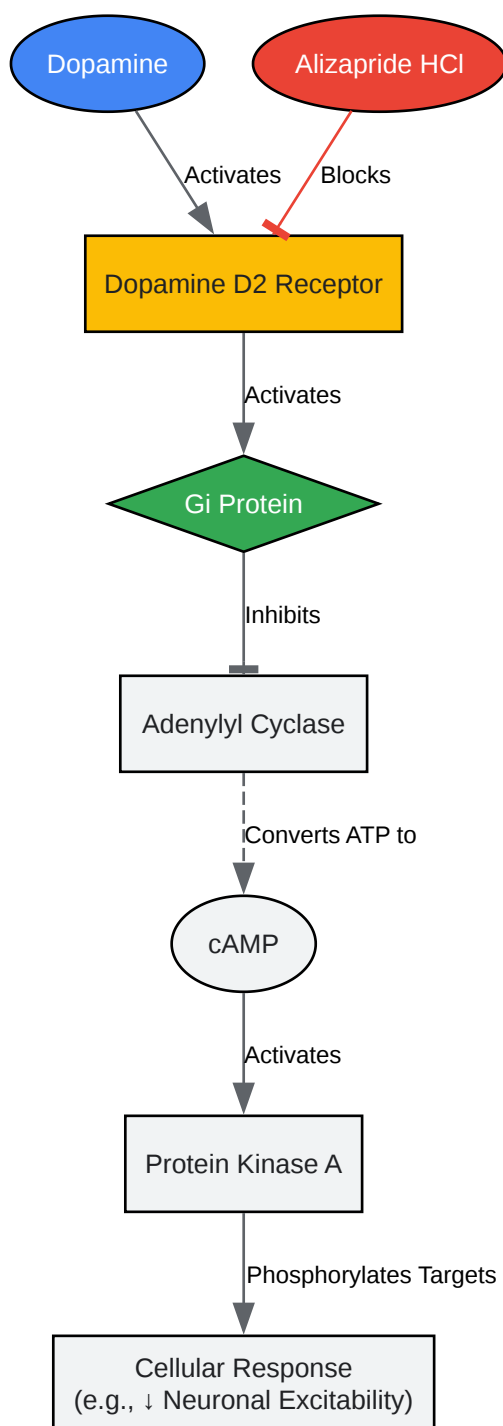 Dopamine
Alizapride HCl
Activates
Blocks
Dopamine D2 Receptor
Activates
Gi Protein
Inhibits
Adenylyl Cyclase
Converts ATP to
cAMP
Activates
Protein Kinase A
Phosphorylates Targets
Cellular Response
(e.g., ↓ Neuronal Excitability)